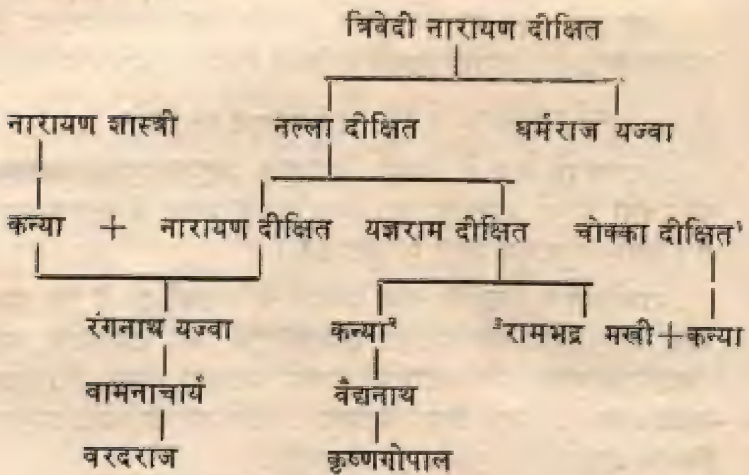 त्रिवेदी नारायण दीक्षित
नारायण शास्त्री नल्ला दीक्षित धर्मराज यज्वा
कन्या + नारायण दीक्षित यज्ञराम दीक्षित चोक्का दीक्षित¹
रंगनाथ यज्वा कन्या² ³रामभद्र मखी+कन्या
वामनाचार्य वैद्यनाथ
वरदराज कृष्णगोपाल